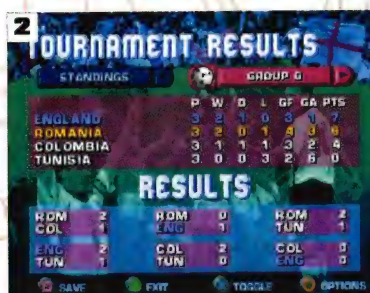 2
TOURNAMENT RESULTS
STANDINGS GROUP G
P W D L GF GA PTS
ENGLAND 3 2 1 0 3 1 7
ROMANIA 3 2 0 1 4 3 6
COLOMBIA 3 1 1 1 3 2 4
TUNISIA 3 0 0 3 2 6 0
RESULTS
ROM 2 ROM 0 ROM 2
COL 1 ENG 1 TUN 1
ENG 2 COL 2 COL 0
TUN 1 TUN 0 ENG 0
SAVE EXIT TOGGLE OPTIONS